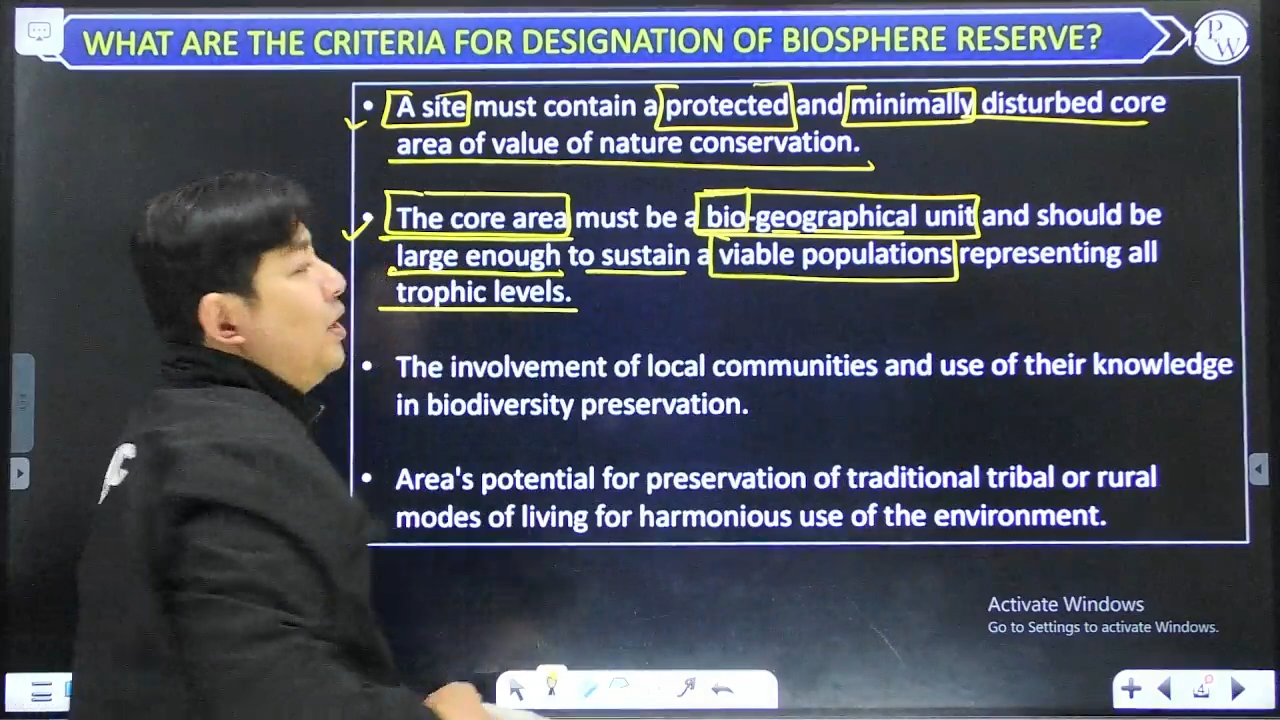 WHAT ARE THE CRITERIA FOR DESIGNATION OF BIOSPHERE RESERVE?
PW
• A site must contain a protected and minimally disturbed core
area of value of nature conservation.
• The core area must be a bio-geographical unit and should be
large enough to sustain a viable populations representing all
trophic levels.
• The involvement of local communities and use of their knowledge
in biodiversity preservation.
• Area's potential for preservation of traditional tribal or rural
modes of living for harmonious use of the environment.
Activate Windows
Go to Settings to activate Windows.
4